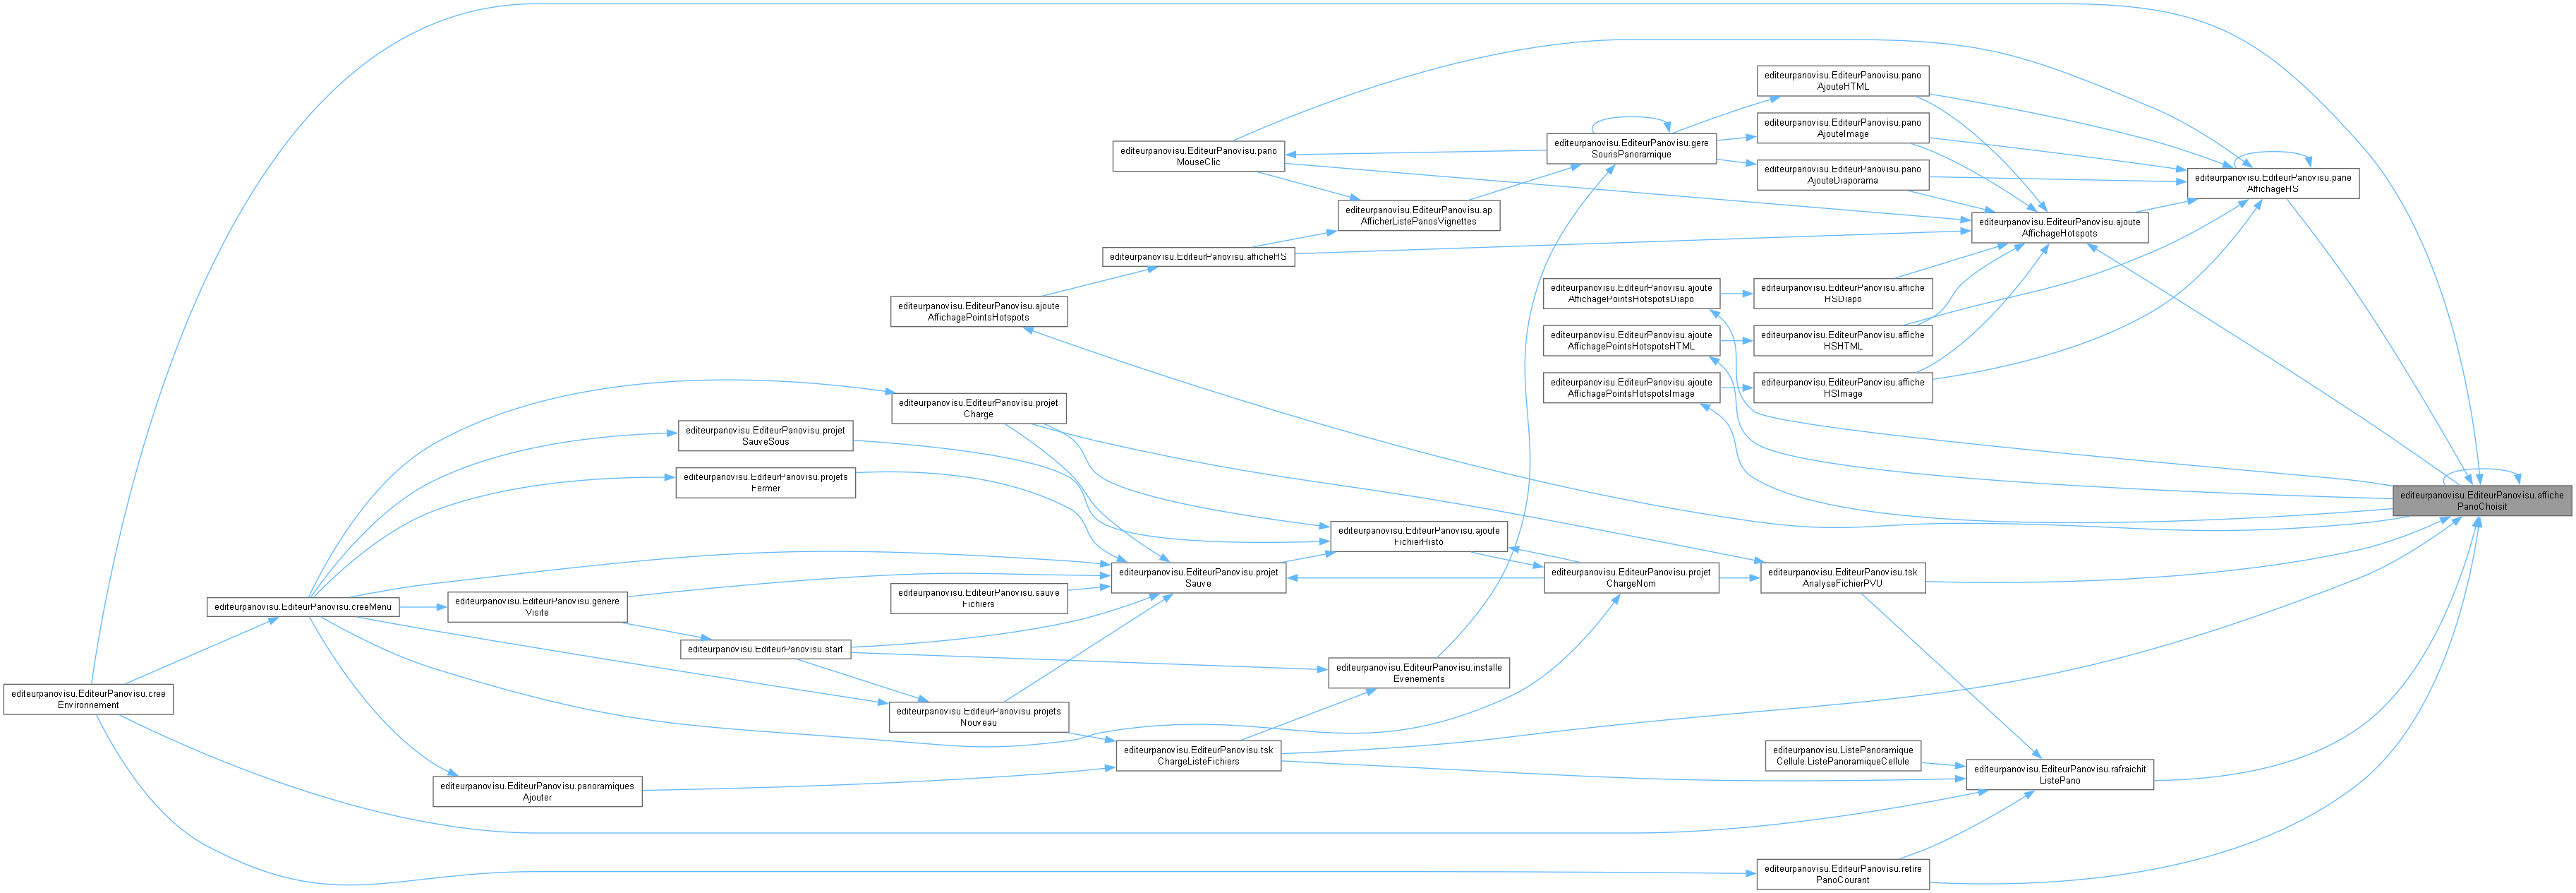 editeurpanovisu.EditeurPanovisu.pano
AjouteHTML
editeurpanovisu.EditeurPanovisu.pano
AjouteImage
editeurpanovisu.EditeurPanovisu.pano
MouseClic
editeurpanovisu.EditeurPanovisu.gere
SourisPanoramique
editeurpanovisu.EditeurPanovisu.pano
AjouteDiaporama
editeurpanovisu.EditeurPanovisu.pane
AffichageHS
editeurpanovisu.EditeurPanovisu.ap
AfficherListePanosVignettes
editeurpanovisu.EditeurPanovisu.ajoute
AffichageHotspots
editeurpanovisu.EditeurPanovisu.afficheHS
editeurpanovisu.EditeurPanovisu.ajoute
AffichagePointsHotspots
editeurpanovisu.EditeurPanovisu.ajoute
AffichagePointsHotspotsDiapo
editeurpanovisu.EditeurPanovisu.affiche
HSDiapo
editeurpanovisu.EditeurPanovisu.ajoute
AffichagePointsHotspotsHTML
editeurpanovisu.EditeurPanovisu.affiche
HSHTML
editeurpanovisu.EditeurPanovisu.ajoute
AffichagePointsHotspotsImage
editeurpanovisu.EditeurPanovisu.affiche
HSImage
editeurpanovisu.EditeurPanovisu.projet
Charge
editeurpanovisu.EditeurPanovisu.projet
SauveSous
editeurpanovisu.EditeurPanovisu.projets
Fermer
editeurpanovisu.EditeurPanovisu.affiche
PanoChoisit
editeurpanovisu.EditeurPanovisu.ajoute
FichierHisto
editeurpanovisu.EditeurPanovisu.projet
Sauve
editeurpanovisu.EditeurPanovisu.projet
ChargeNom
editeurpanovisu.EditeurPanovisu.tsk
AnalyseFichierPVU
editeurpanovisu.EditeurPanovisu.creeMenu
editeurpanovisu.EditeurPanovisu.genere
Visite
editeurpanovisu.EditeurPanovisu.sauve
Fichiers
editeurpanovisu.EditeurPanovisu.start
editeurpanovisu.EditeurPanovisu.installe
Evenements
editeurpanovisu.EditeurPanovisu.cree
Environnement
editeurpanovisu.EditeurPanovisu.projets
Nouveau
editeurpanovisu.EditeurPanovisu.tsk
ChargeListeFichiers
editeurpanovisu.ListePanoramique
Cellule.ListePanoramiqueCellule
editeurpanovisu.EditeurPanovisu.rafraichit
ListePano
editeurpanovisu.EditeurPanovisu.panoramiques
Ajouter
editeurpanovisu.EditeurPanovisu.retire
PanoCourant